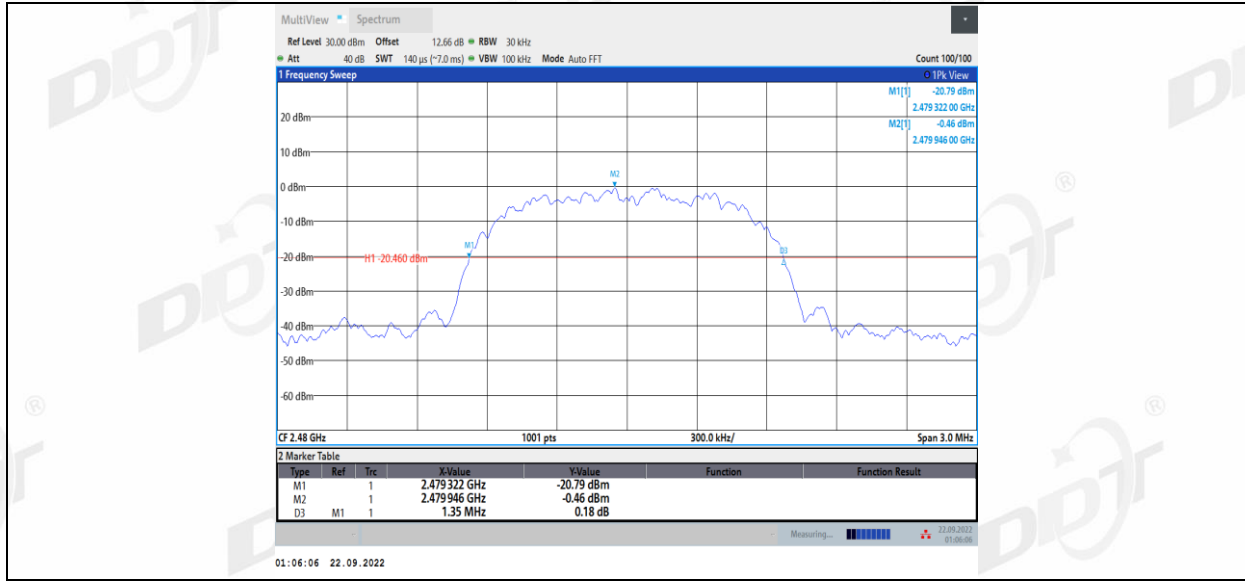 MultiView Spectrum
Ref Level 30.00 dBm Offset 12.66 dB RBW 30 kHz
Att 40 dB SWT 140 µs (~7.0 ms) VBW 100 kHz Mode Auto FFT Count 100/100
1 Frequency Sweep 1Pk View
M1[1] -20.79 dBm
2.479 322 00 GHz
20 dBm M2[1] -0.46 dBm
2.479 946 00 GHz
10 dBm
M2
0 dBm
-10 dBm
M1 D3
-20 dBm H1 -20.460 dBm
-30 dBm
-40 dBm
-50 dBm
-60 dBm
CF 2.48 GHz 1001 pts 300.0 kHz/ Span 3.0 MHz
2 Marker Table
Type Ref Trc X-Value Y-Value Function Function Result
M1 1 2.479 322 GHz -20.79 dBm
M2 1 2.479 946 GHz -0.46 dBm
D3 M1 1 1.35 MHz 0.18 dB
Measuring... 22.09.2022
01:06:06
01:06:06 22.09.2022
DDT
®